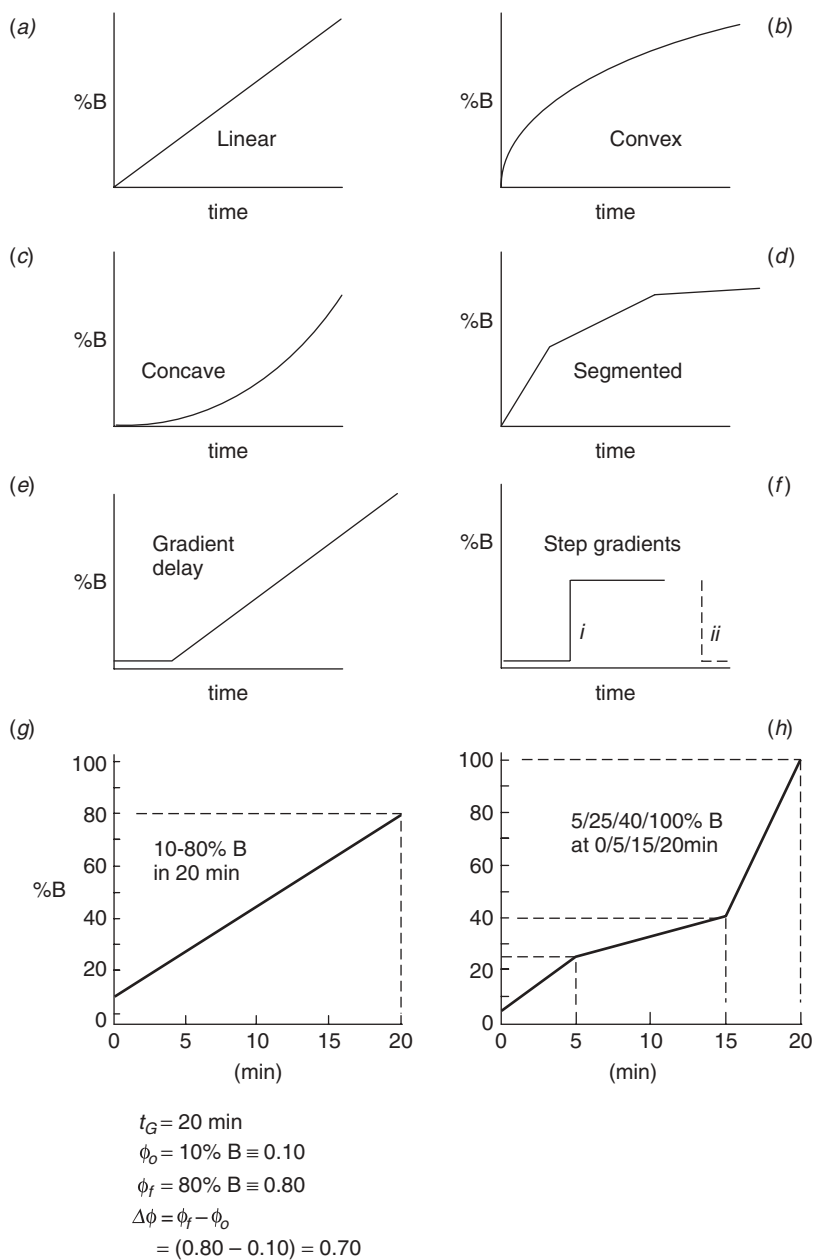 (a)
%B
Linear
time
(b)
%B
Convex
time
(c)
%B
Concave
time
(d)
%B
Segmented
time
(e)
%B
Gradient
delay
time
(f)
%B
Step gradients
i
ii
time
(g)
100
80
60
%B
40
20
0
10-80% B
in 20 min
0 5 10 15 20
(min)
(h)
100
80
60
40
20
0
5/25/40/100% B
at 0/5/15/20min
0 5 10 15 20
(min)
t_G = 20 min
ϕ_o = 10% B ≡ 0.10
ϕ_f = 80% B ≡ 0.80
Δϕ = ϕ_f – ϕ_o
= (0.80 – 0.10) = 0.70